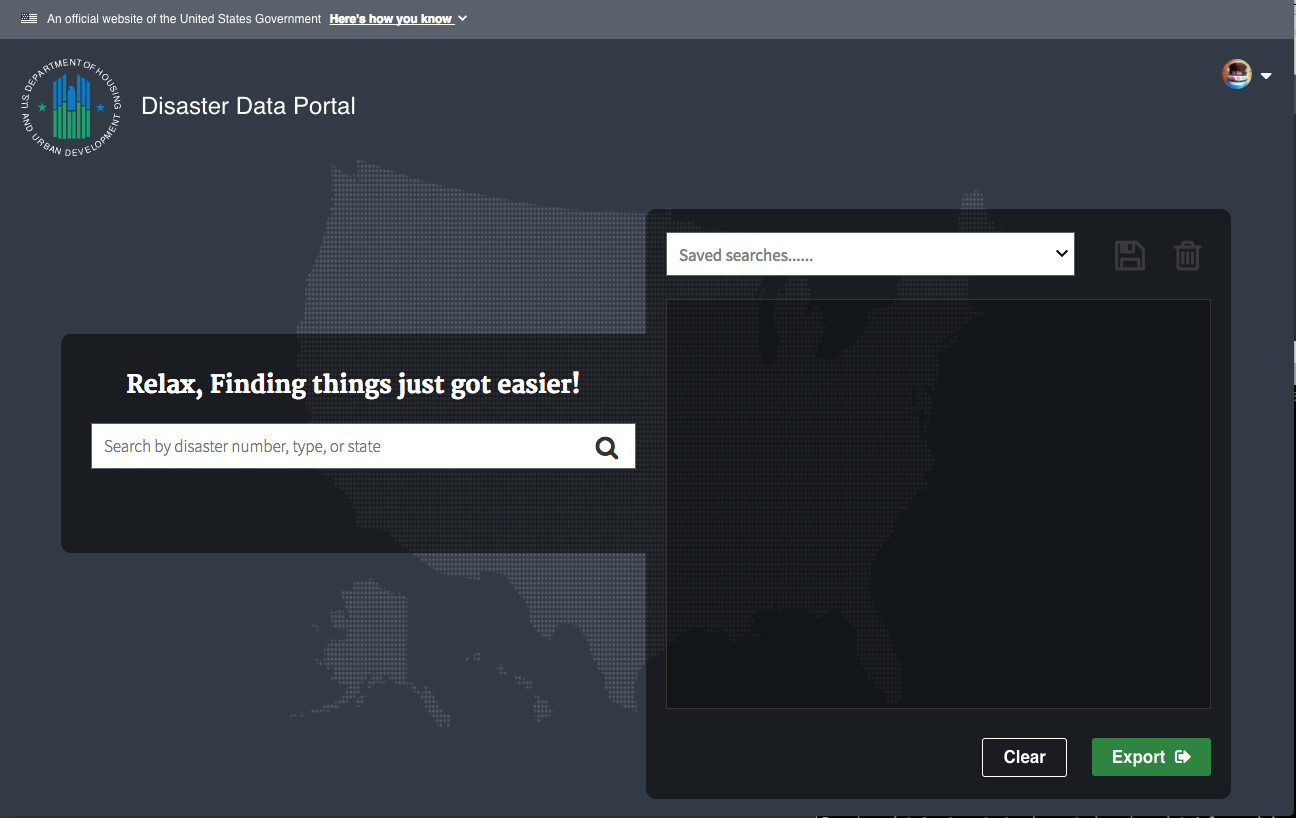 An official website of the United States Government Here's how you know
U.S. DEPARTMENT OF HOUSING
AND URBAN DEVELOPMENT
Disaster Data Portal
Saved searches......
Relax, Finding things just got easier!
Search by disaster number, type, or state
Clear
Export